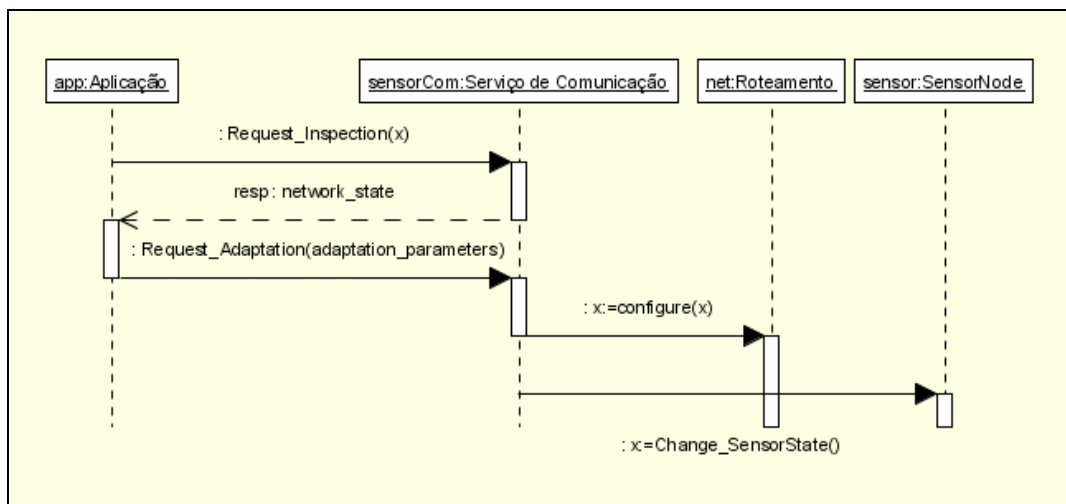 app:Aplicação
sensorCom:Serviço de Comunicação
net:Roteamento
sensor:SensorNode
: Request_Inspection(x)
resp: network_state
: Request_Adaptation(adaptation_parameters)
: x:=configure(x)
: x:=Change_SensorState()